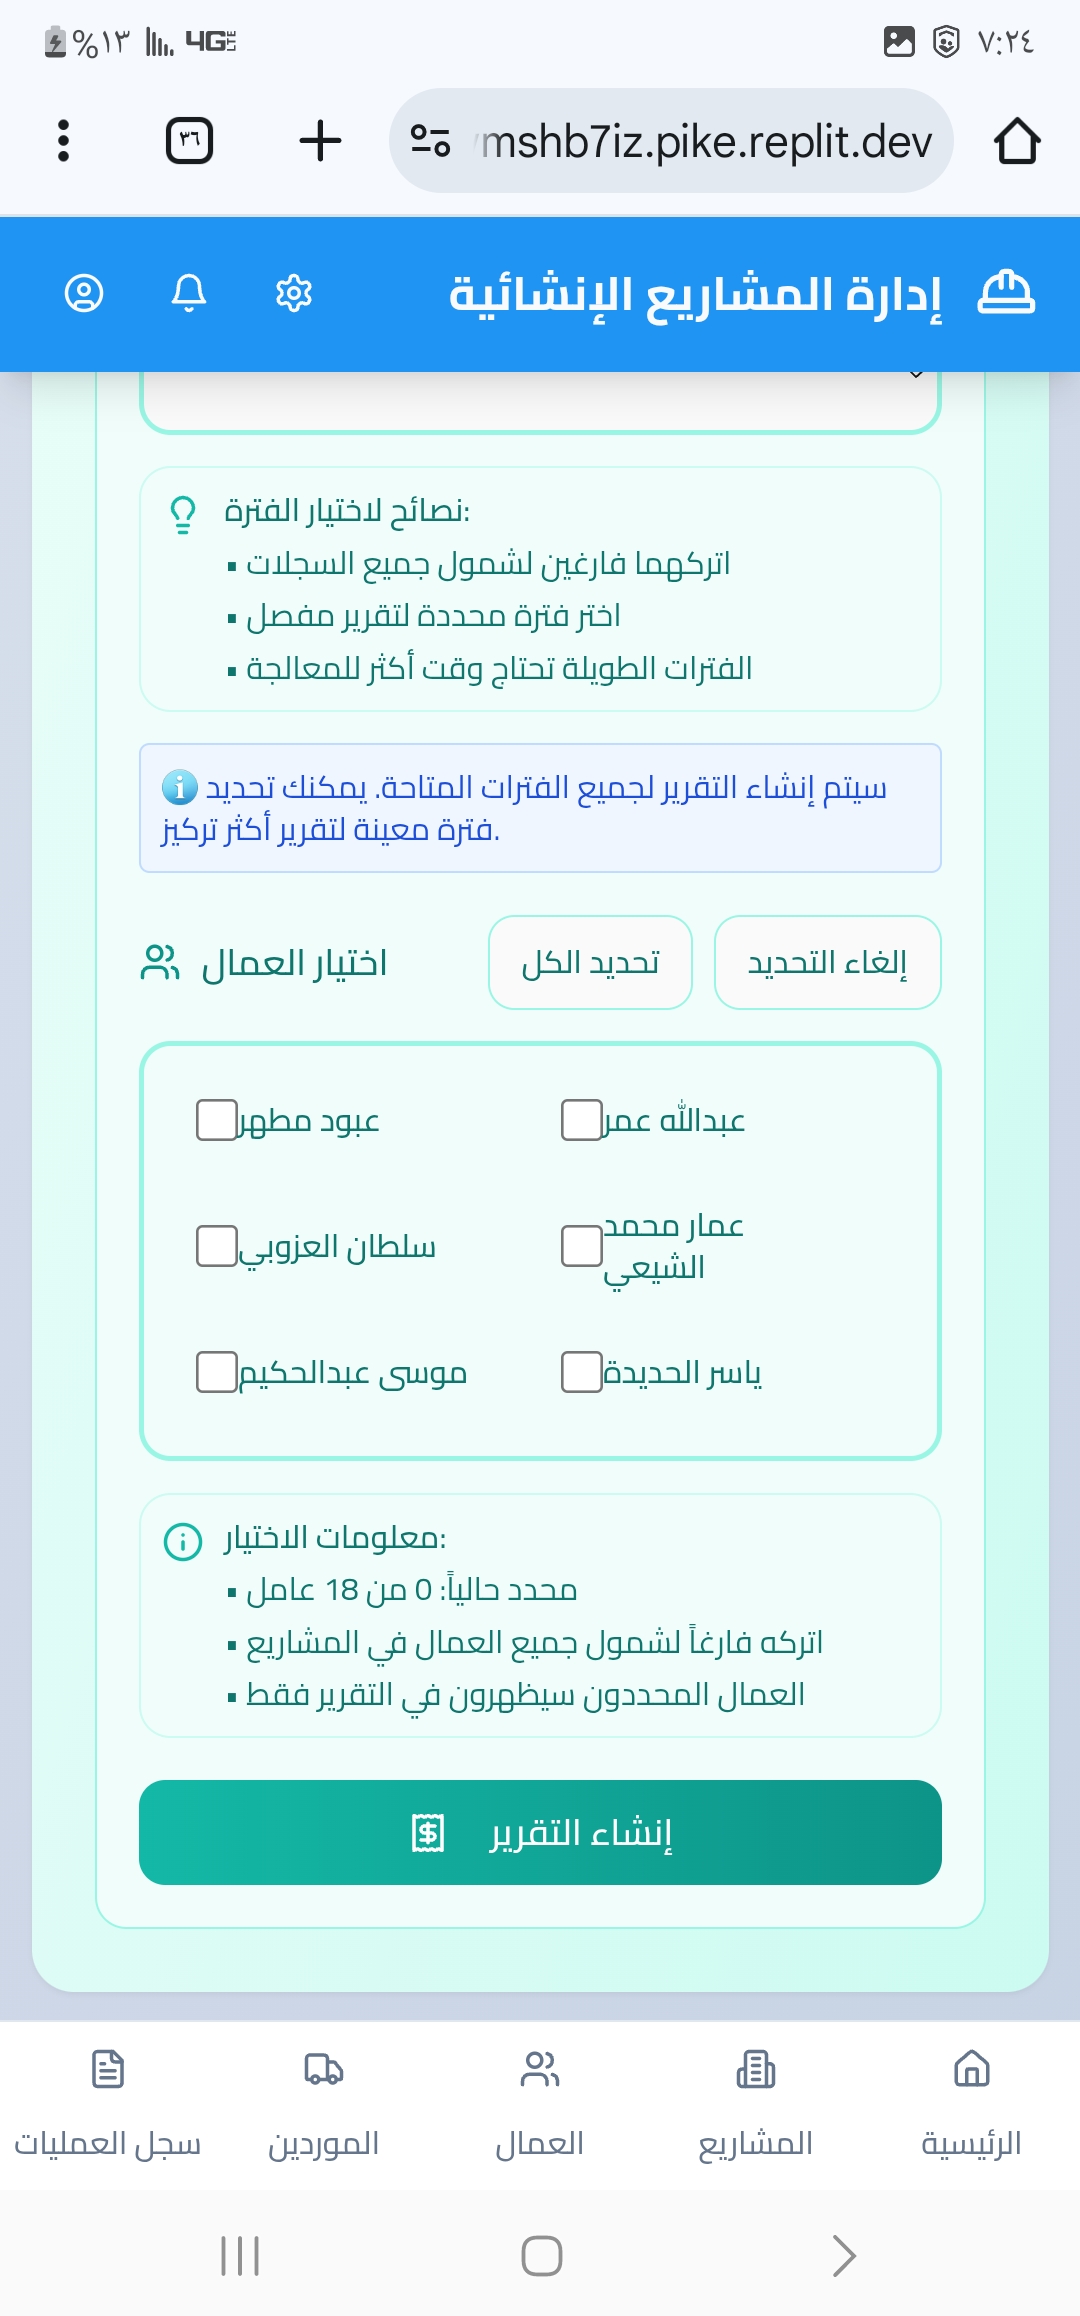 ٧:٢٤
4G LTE
%١٣
mshb7iz.pike.replit.dev
٣٦
إدارة المشاريع الإنشائية
نصائح لاختيار الفترة:
▪ اتركهما فارغين لشمول جميع السجلات
▪ اختر فترة محددة لتقرير مفصل
▪ الفترات الطويلة تحتاج وقت أكثر للمعالجة
ℹ️ سيتم إنشاء التقرير لجميع الفترات المتاحة. يمكنك تحديد
فترة معينة لتقرير أكثر تركيز.
إلغاء التحديد
تحديد الكل
اختيار العمال
عبدالله عمر
عبود مطهر
عمار محمد
الشيعي
سلطان العزوبي
ياسر الحديدة
موسى عبدالحكيم
معلومات الاختيار:
▪ محدد حالياً: 0 من 18 عامل
▪ اتركه فارغاً لشمول جميع العمال في المشاريع
▪ العمال المحددون سيظهرون في التقرير فقط
إنشاء التقرير
الرئيسية
المشاريع
العمال
الموردين
سجل العمليات